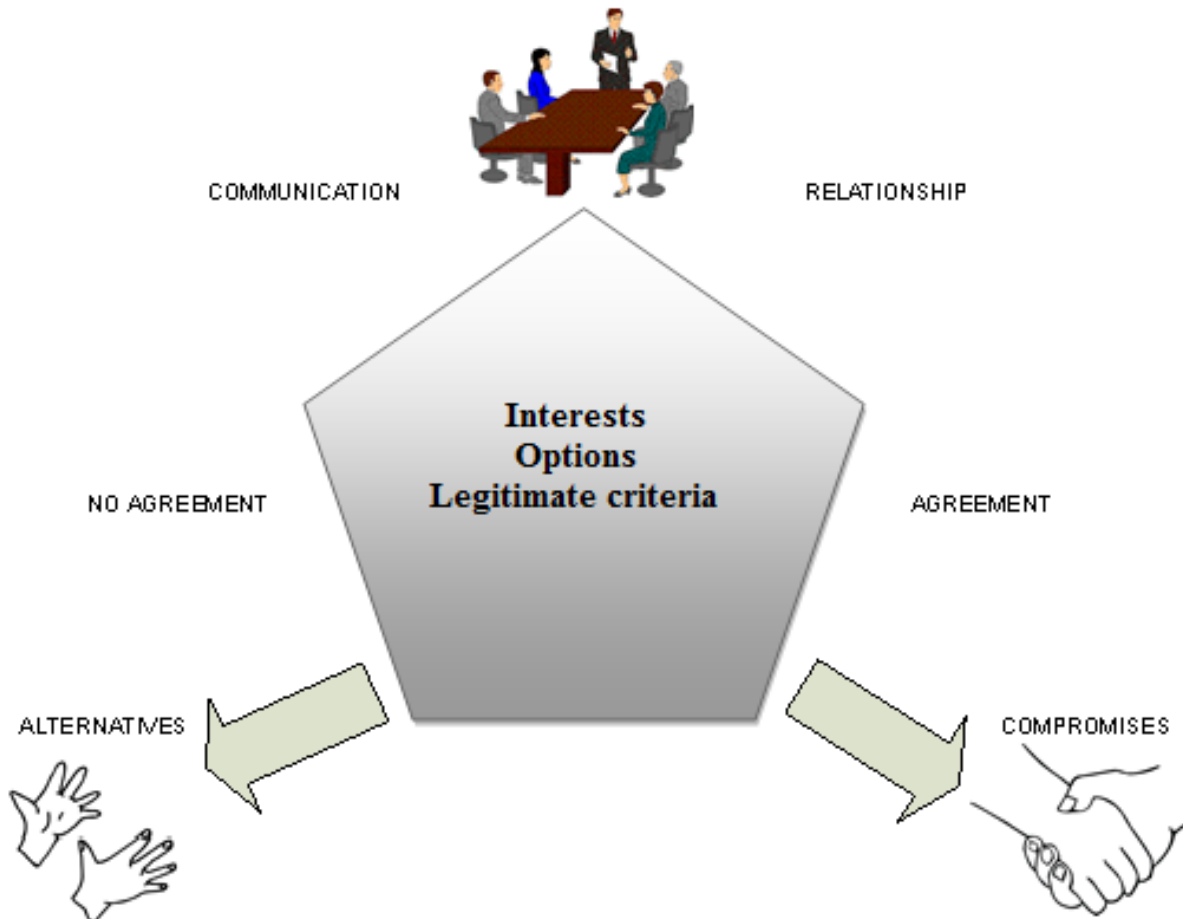 COMMUNICATION
RELATIONSHIP
Interests
Options
Legitimate criteria
NO AGREEMENT
AGREEMENT
ALTERNATIVES
COMPROMISES